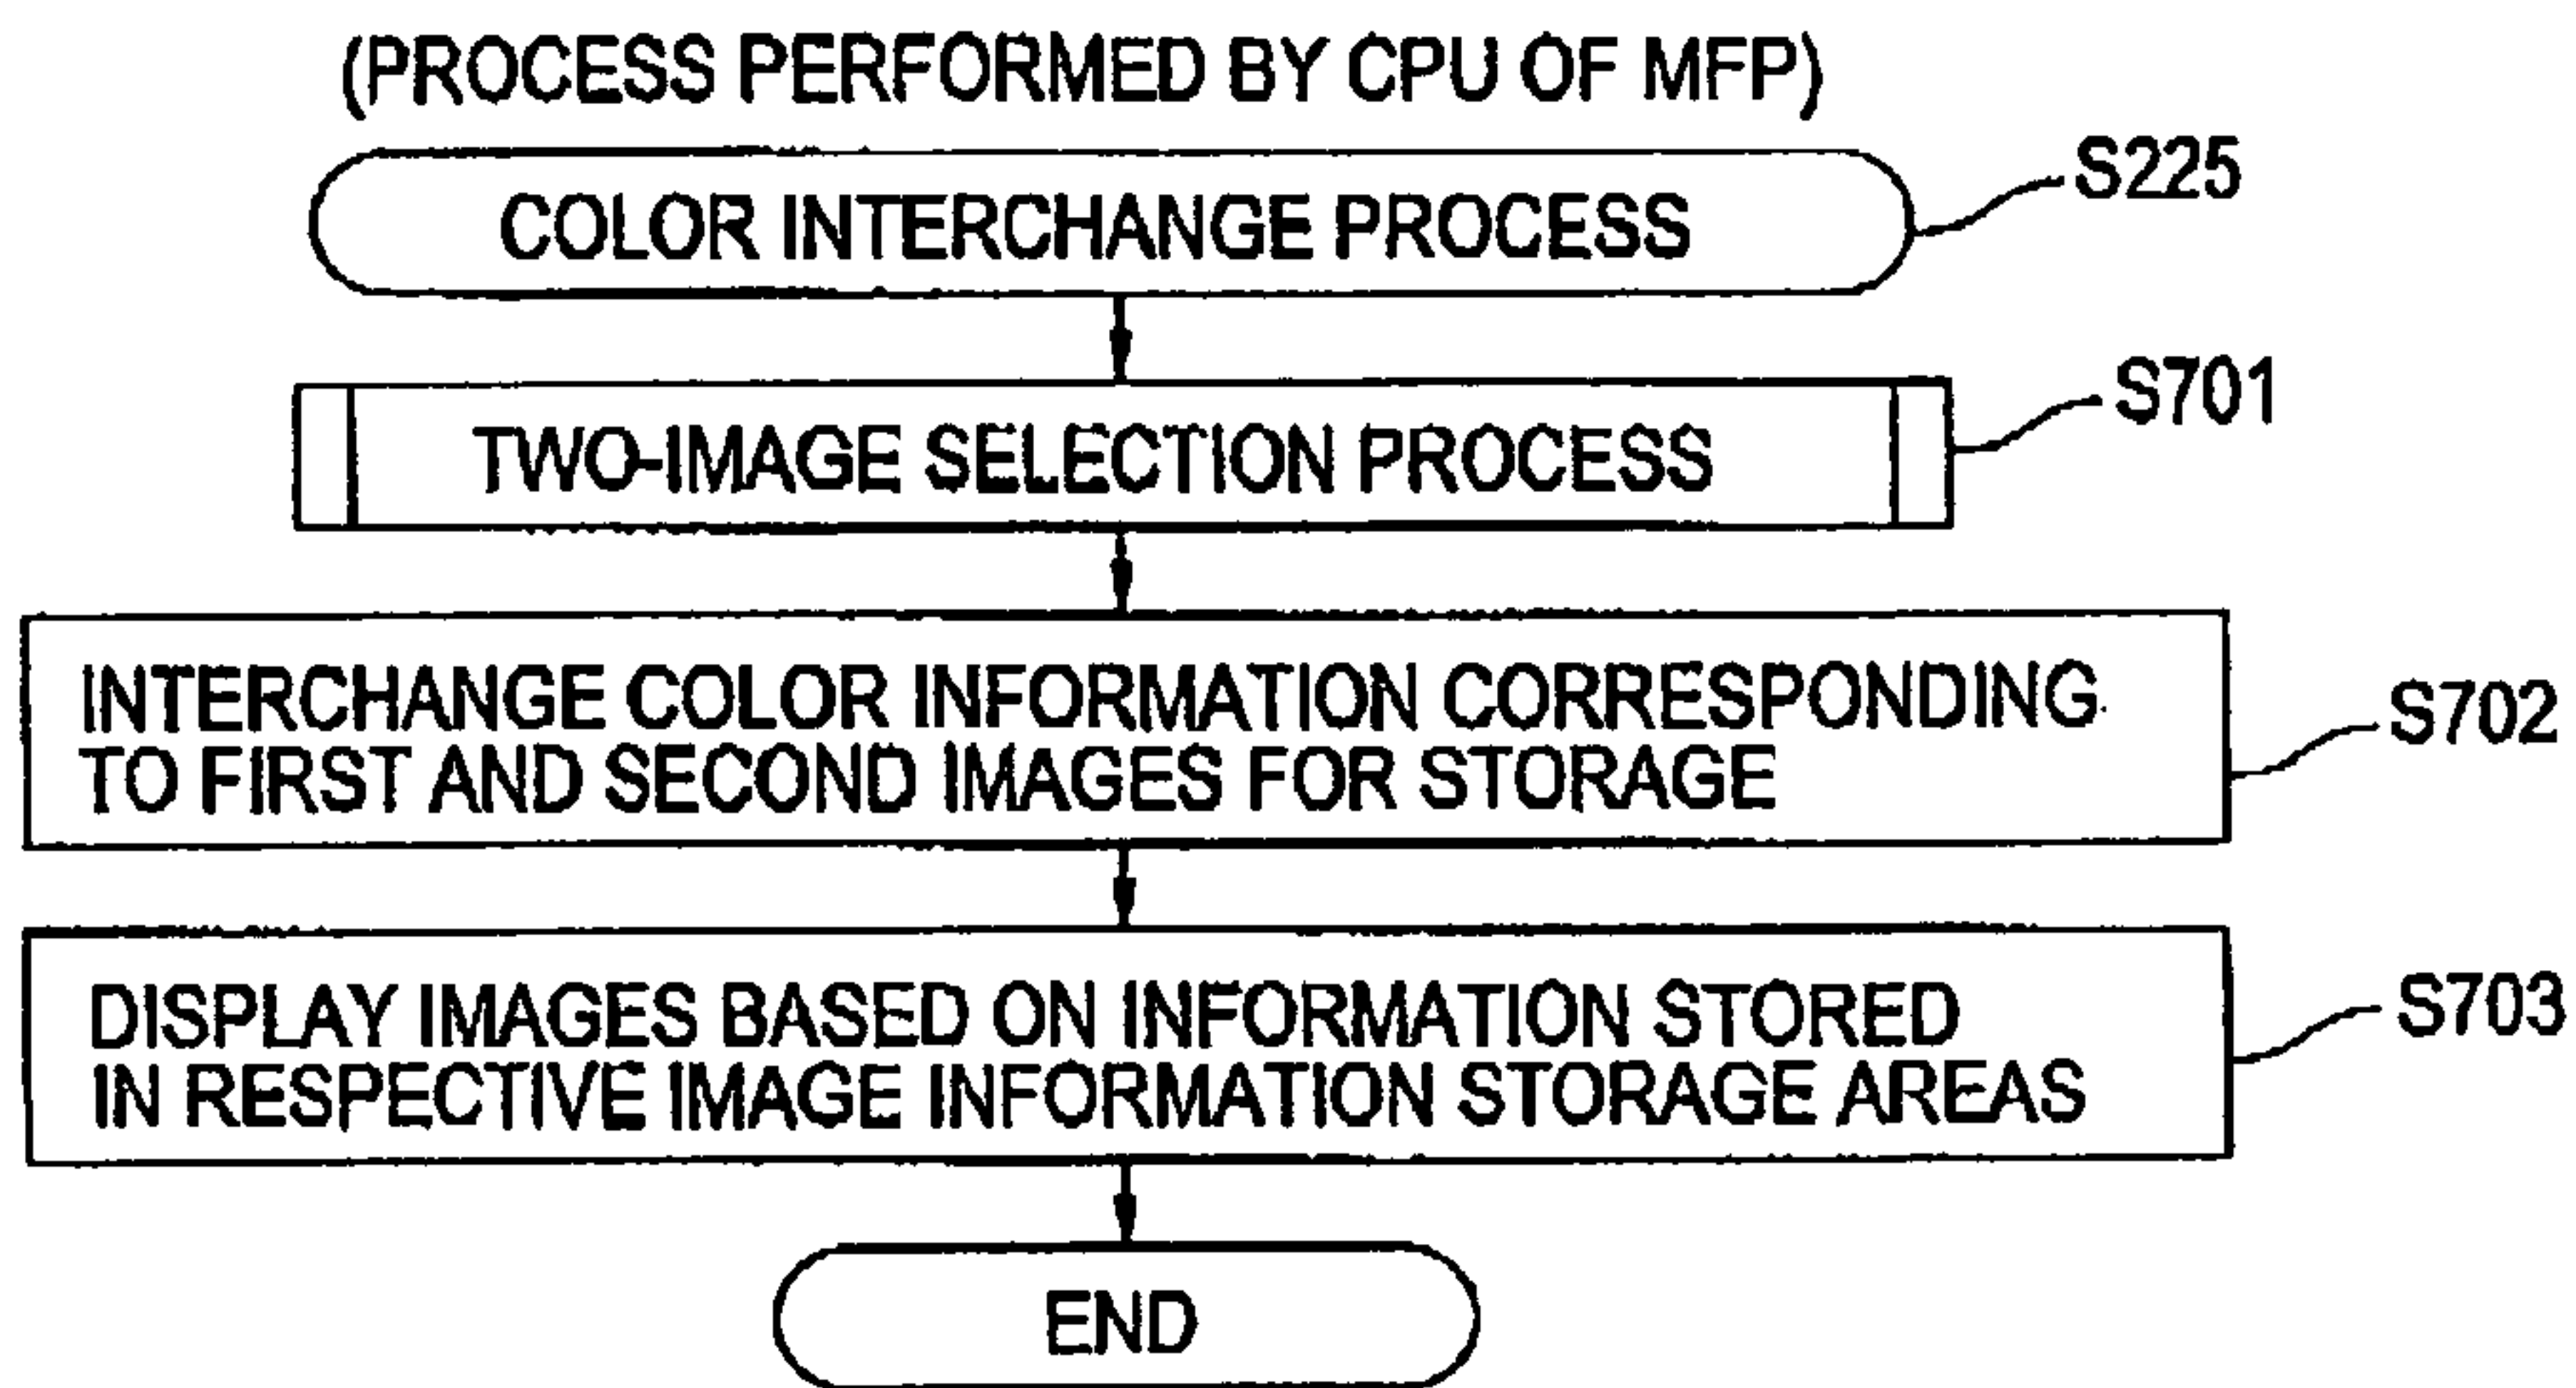 (PROCESS PERFORMED BY CPU OF MFP)
COLOR INTERCHANGE PROCESS
S225
TWO-IMAGE SELECTION PROCESS
S701
INTERCHANGE COLOR INFORMATION CORRESPONDING
TO FIRST AND SECOND IMAGES FOR STORAGE
S702
DISPLAY IMAGES BASED ON INFORMATION STORED
IN RESPECTIVE IMAGE INFORMATION STORAGE AREAS
S703
END